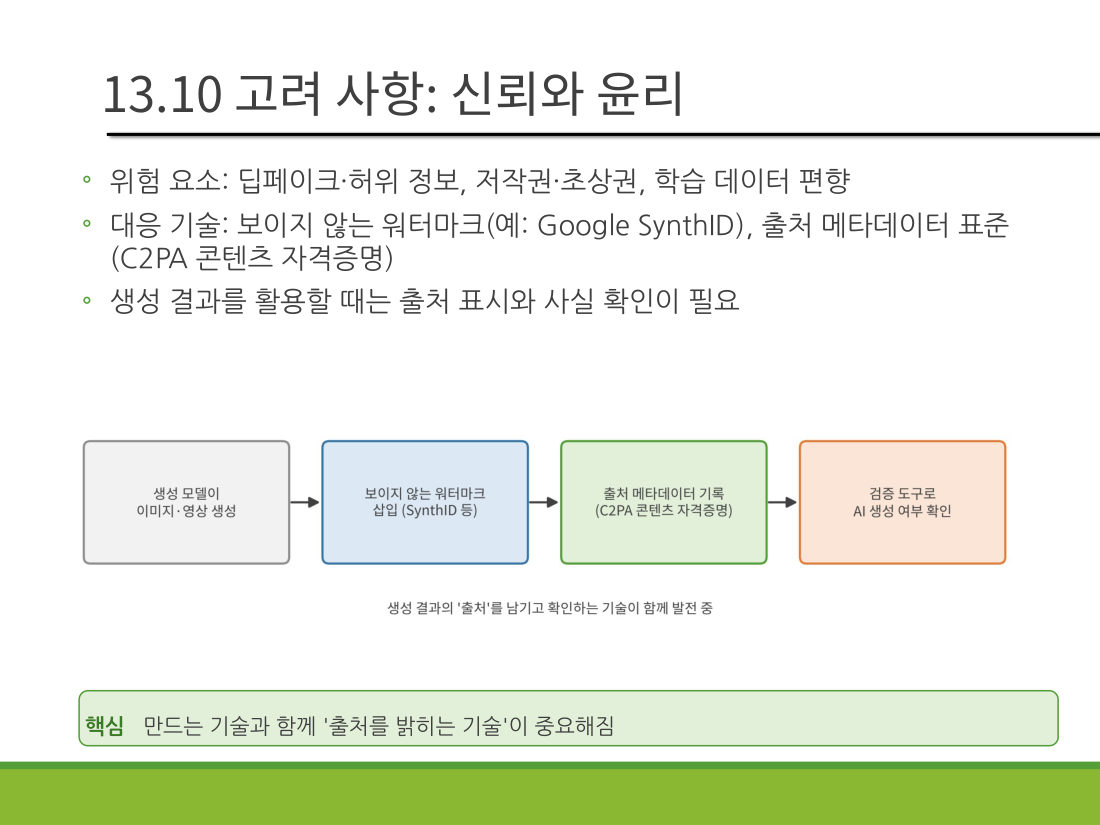 13.10 고려 사항: 신뢰와 윤리
위험 요소: 딥페이크·허위 정보, 저작권·초상권, 학습 데이터 편향
대응 기술: 보이지 않는 워터마크(예: Google SynthID), 출처 메타데이터 표준
(C2PA 콘텐츠 자격증명)
생성 결과를 활용할 때는 출처 표시와 사실 확인이 필요
생성 모델이
이미지·영상 생성
보이지 않는 워터마크
삽입 (SynthID 등)
출처 메타데이터 기록
(C2PA 콘텐츠 자격증명)
검증 도구로
AI 생성 여부 확인
생성 결과의 '출처'를 남기고 확인하는 기술이 함께 발전 중
핵심 만드는 기술과 함께 '출처를 밝히는 기술'이 중요해짐